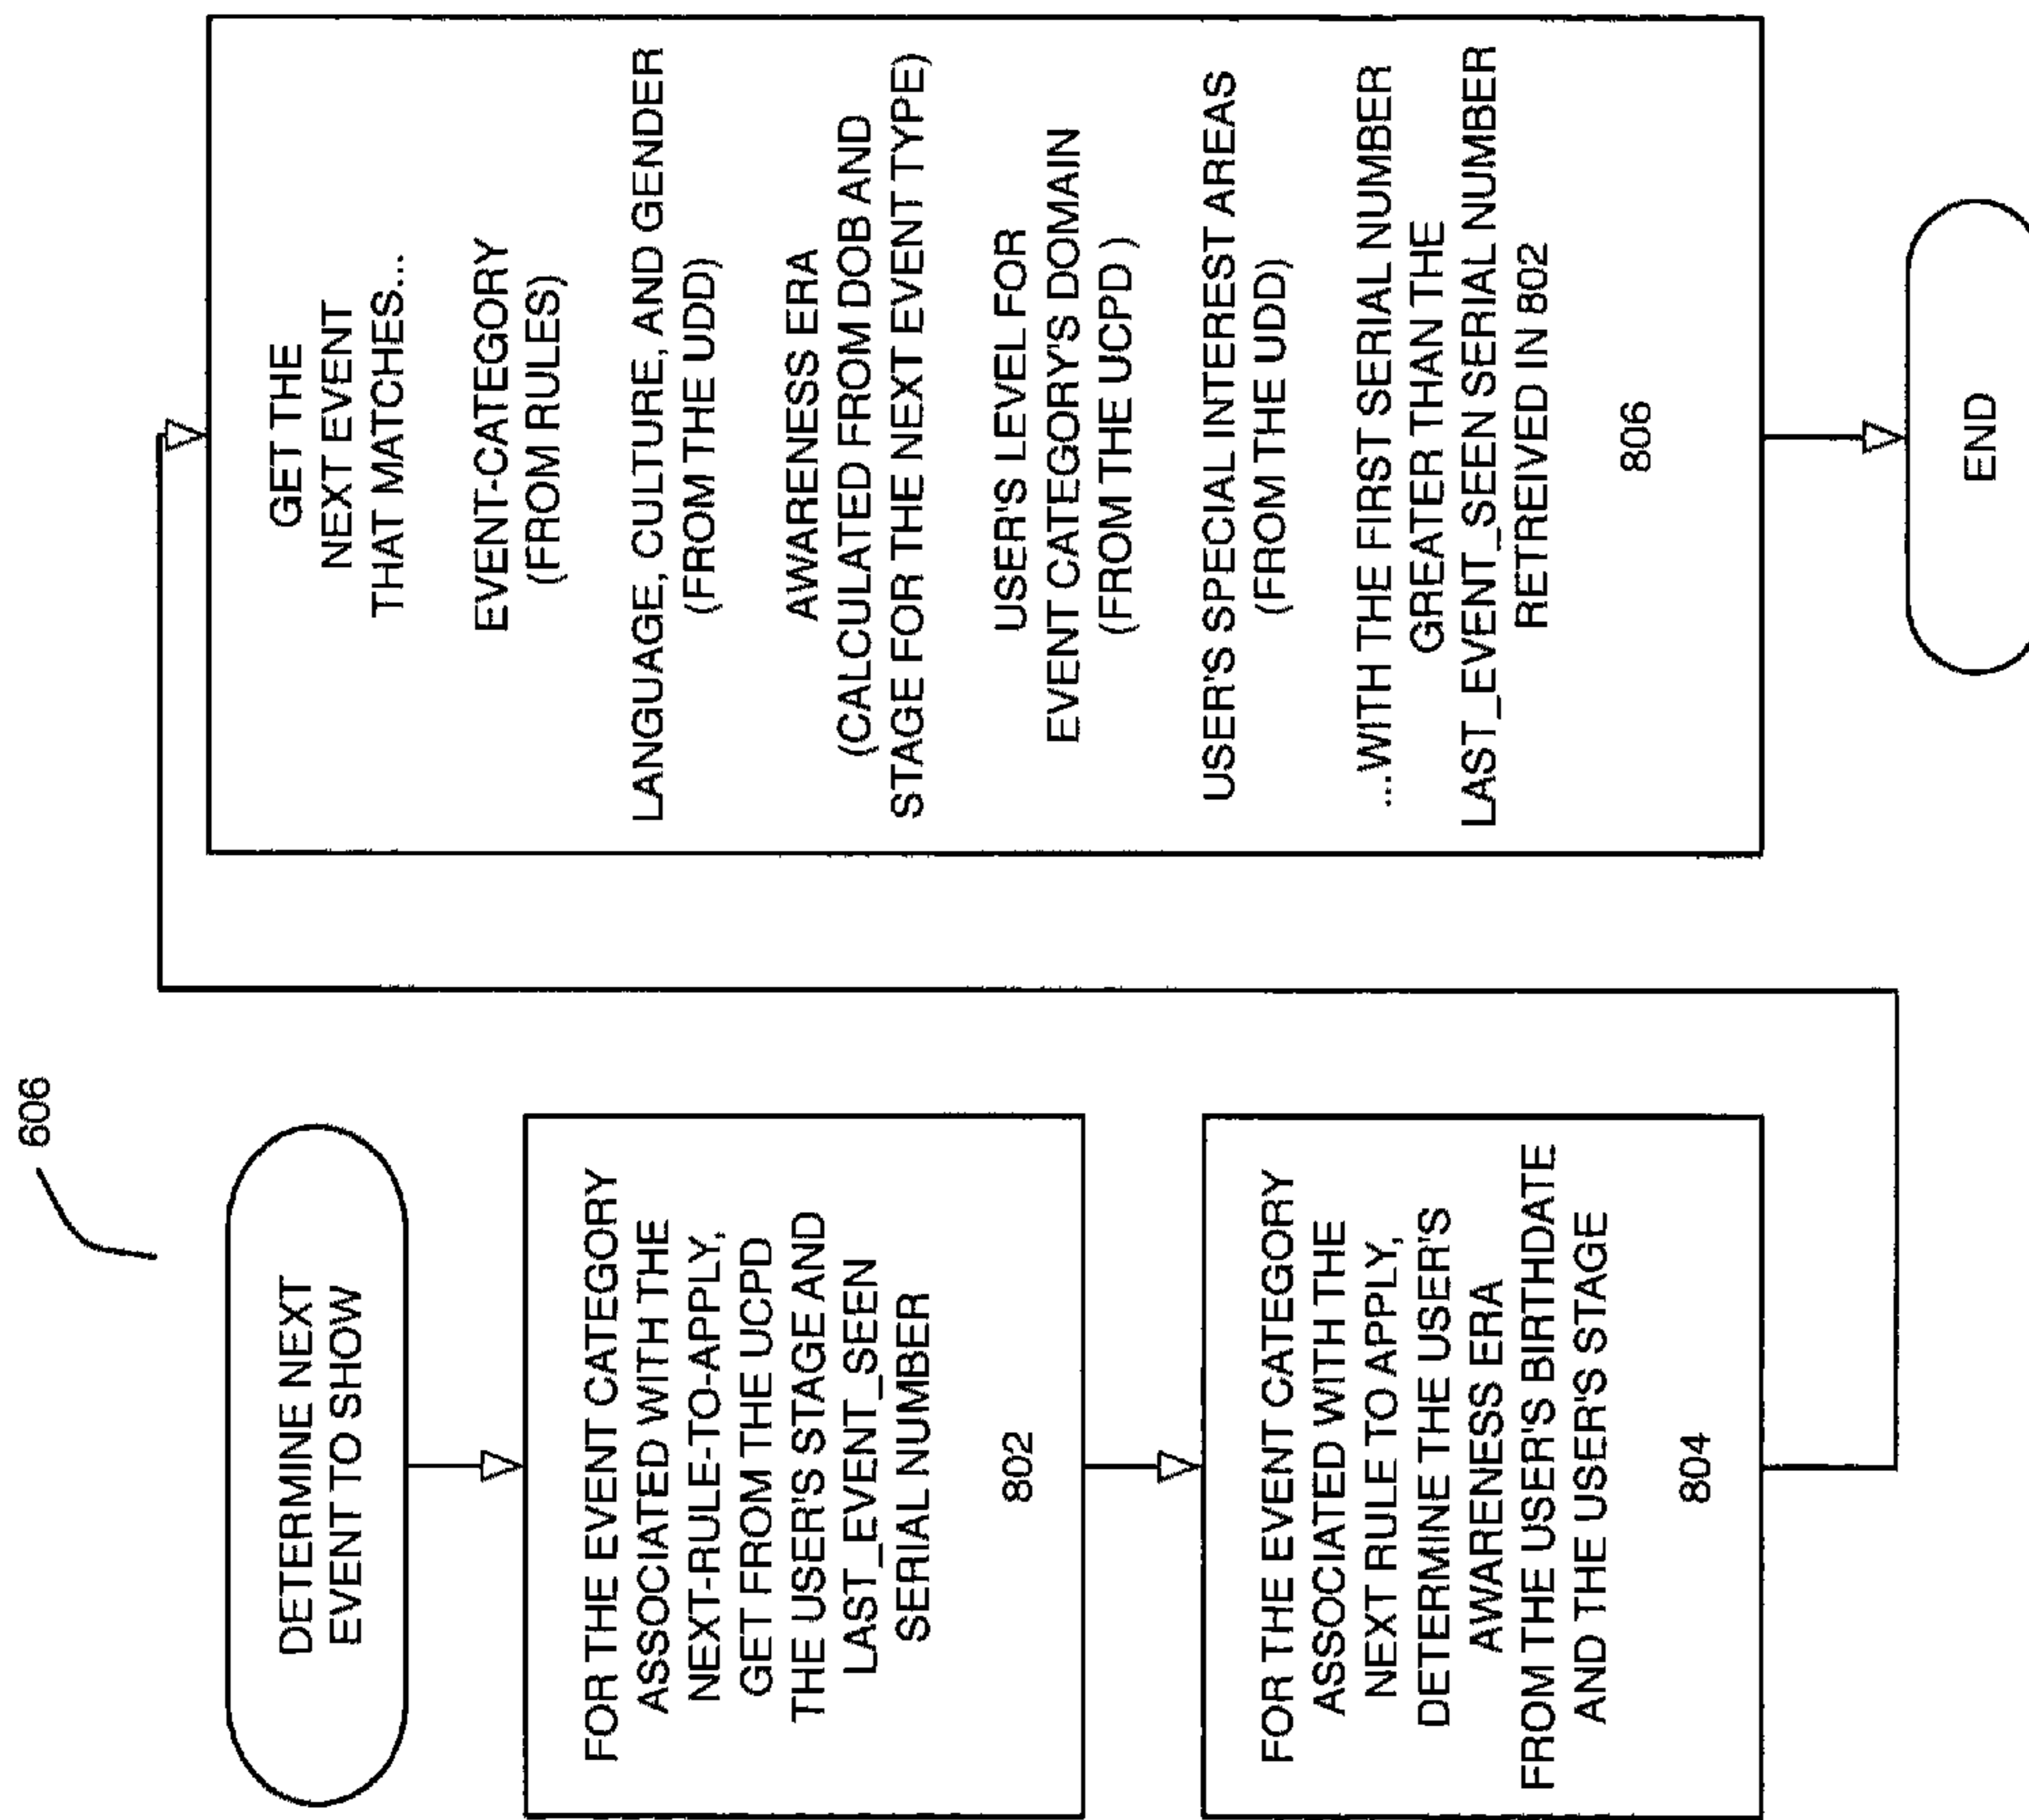 606
DETERMINE NEXT
EVENT TO SHOW
FOR THE EVENT CATEGORY
ASSOCIATED WITH THE
NEXT-RULE-TO-APPLY,
GET FROM THE UCPD
THE USER'S STAGE AND
LAST_EVENT_SEEN
SERIAL NUMBER
802
FOR THE EVENT CATEGORY
ASSOCIATED WITH THE
NEXT RULE TO APPLY,
DETERMINE THE USER'S
AWARENESS ERA
FROM THE USER'S BIRTHDATE
AND THE USER'S STAGE
804
GET THE
NEXT EVENT
THAT MATCHES...
EVENT-CATEGORY
(FROM RULES)
LANGUAGE, CULTURE, AND GENDER
(FROM THE UDD)
AWARENESS ERA
(CALCULATED FROM DOB AND
STAGE FOR THE NEXT EVENT TYPE)
USER'S LEVEL FOR
EVENT CATEGORY'S DOMAIN
(FROM THE UCPD )
USER'S SPECIAL INTEREST AREAS
(FROM THE UDD)
...WITH THE FIRST SERIAL NUMBER
GREATER THAN THE
LAST_EVENT_SEEN SERIAL NUMBER
RETREIVED IN 802
806
END